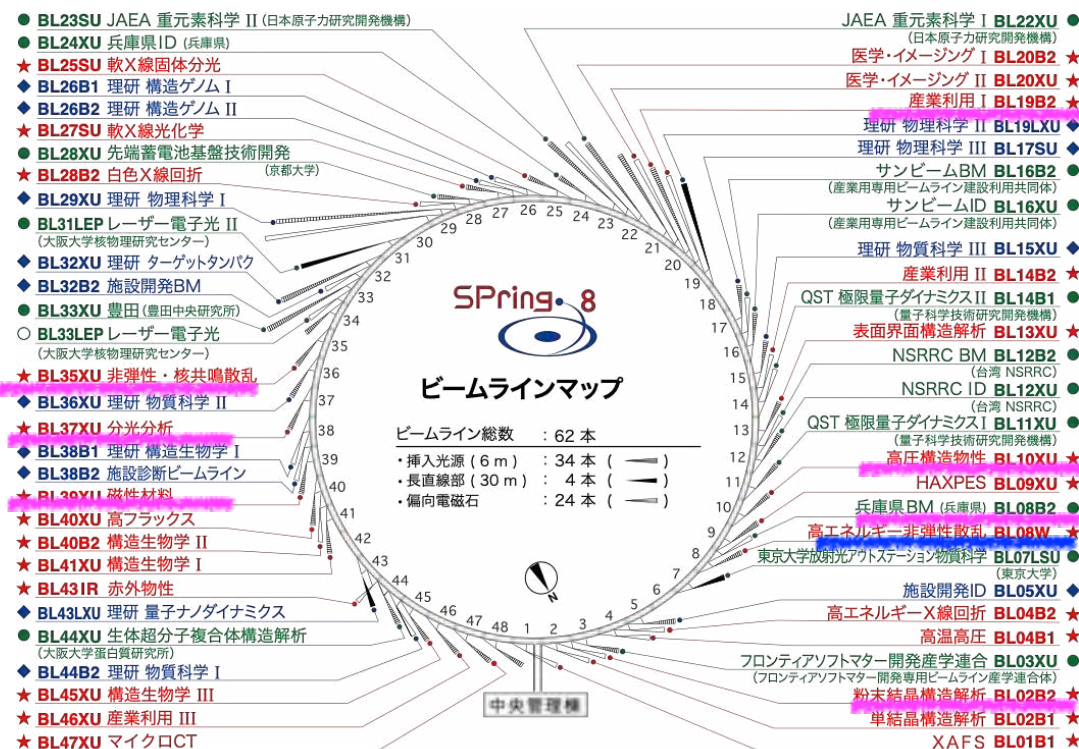 ● BL23SU JAEA 重元素科学 II (日本原子力研究開発機構)
● BL24XU 兵庫県ID (兵庫県)
★ BL25SU 軟X線固体分光
◆ BL26B1 理研 構造ゲノム I
◆ BL26B2 理研 構造ゲノム II
★ BL27SU 軟X線光化学
● BL28XU 先端蓄電池基盤技術開発
(京都大学)
★ BL28B2 白色X線回折
◆ BL29XU 理研 物理科学 I
● BL31LEP レーザー電子光 II
(大阪大学核物理研究センター)
◆ BL32XU 理研 ターゲットタンパク
◆ BL32B2 施設開発BM
● BL33XU 豊田 (豊田中央研究所)
○ BL33LEP レーザー電子光
(大阪大学核物理研究センター)
★ BL35XU 非弾性・核共鳴散乱
◆ BL36XU 理研 物質科学 II
★ BL37XU 分光分析
◆ BL38B1 理研 構造生物学 I
◆ BL38B2 施設診断ビームライン
★ BL39XU 磁性材料
★ BL40XU 高フラックス
★ BL40B2 構造生物学 II
★ BL41XU 構造生物学 I
★ BL43IR 赤外物性
◆ BL43LXU 理研 量子ナノダイナミクス
● BL44XU 生体超分子複合体構造解析
(大阪大学蛋白質研究所)
◆ BL44B2 理研 物質科学 I
★ BL45XU 構造生物学 III
★ BL46XU 産業利用 III
★ BL47XU マイクロCT
JAEA 重元素科学 I BL22XU ●
(日本原子力研究開発機構)
医学・イメージング I BL20B2 ★
医学・イメージング II BL20XU ★
産業利用 I BL19B2 ★
理研 物理科学 II BL19LXU ◆
理研 物理科学 III BL17SU ◆
サンビームBM BL16B2 ●
(産業用専用ビームライン建設利用共同体)
サンビームID BL16XU ●
(産業用専用ビームライン建設利用共同体)
理研 物質科学 III BL15XU ◆
産業利用 II BL14B2 ★
QST 極限量子ダイナミクスII BL14B1 ●
(量子科学技術研究開発機構)
表面界面構造解析 BL13XU ★
NSRRC BM BL12B2 ●
(台湾 NSRRC)
NSRRC ID BL12XU ●
(台湾 NSRRC)
QST 極限量子ダイナミクスI BL11XU ●
(量子科学技術研究開発機構)
高圧構造物性 BL10XU ★
HAXPES BL09XU ★
兵庫県BM (兵庫県) BL08B2 ●
高エネルギー非弾性散乱 BL08W ★
東京大学放射光アウトステーション物質科学 BL07LSU ●
(東京大学)
施設開発ID BL05XU ◆
高エネルギーX線回折 BL04B2 ★
高温高圧 BL04B1 ★
フロンティアソフトマター開発産学連合 BL03XU ●
(フロンティアソフトマター開発専用ビームライン産学連合体)
粉末結晶構造解析 BL02B2 ★
単結晶構造解析 BL02B1 ★
XAFS BL01B1 ★
SPring-8
ビームラインマップ
ビームライン総数 : 62 本
・挿入光源 ( 6 m ) : 34 本 ( )
・長直線部 ( 30 m ) : 4 本 ( )
・偏向電磁石 : 24 本 ( )
N
1
2
3
4
5
6
7
8
9
10
11
12
13
14
15
16
17
18
19
20
21
22
23
24
25
26
27
28
29
30
31
32
33
34
35
36
37
38
39
40
41
42
43
44
45
46
47
48
中央管理棟